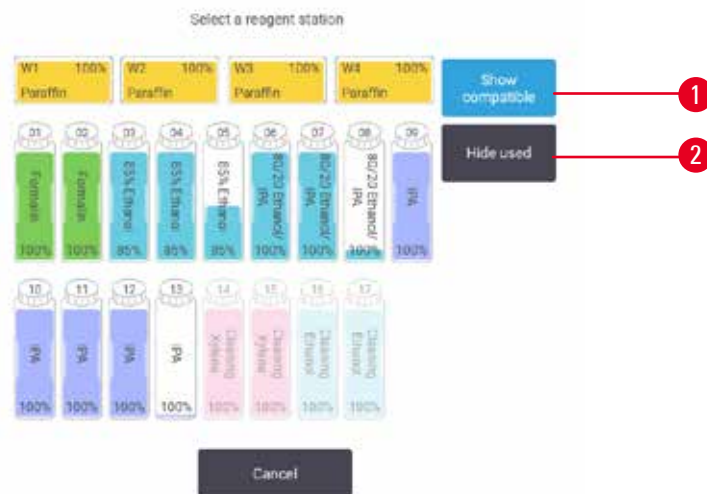 Select a reagent station
W1 100%
Paraffin
W2 100%
Paraffin
W3 100%
Paraffin
W4 100%
Paraffin
Show
compatible
1
Hide used
2
01
Formalin
100%
02
Formalin
100%
03
85% Ethanol
85%
04
85% Ethanol
85%
05
85% Ethanol
85%
06
80/20 Ethanol/
IPA
100%
07
80/20 Ethanol/
IPA
100%
08
80/20 Ethanol/
IPA
100%
09
IPA
100%
10
IPA
100%
11
IPA
100%
12
IPA
100%
13
IPA
100%
14
Cleaning
Xylene
100%
15
Cleaning
Xylene
100%
16
Cleaning
Ethanol
100%
17
Cleaning
Ethanol
100%
Cancel